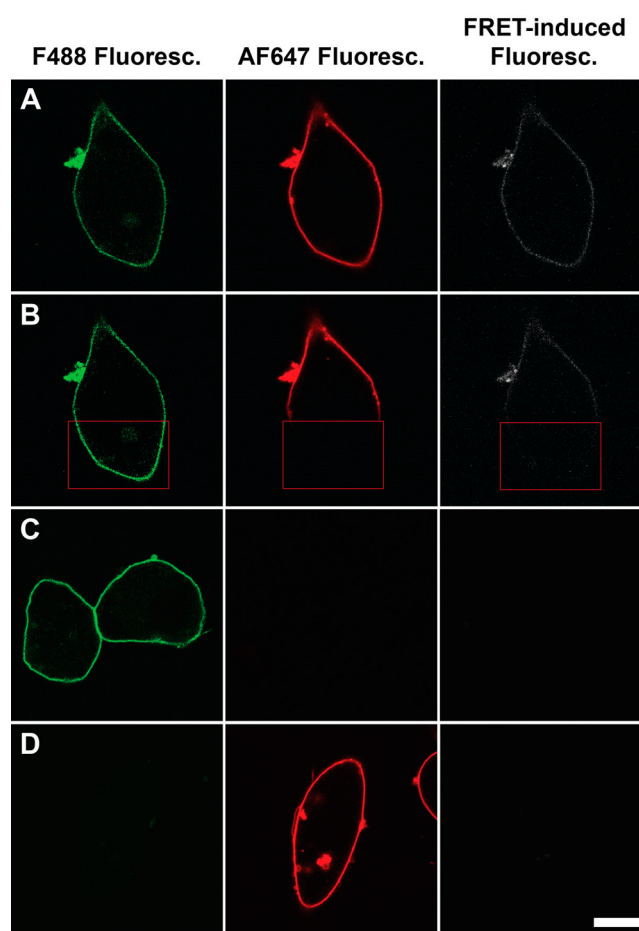 F488 Fluoresc.
AF647 Fluoresc.
FRET-induced
Fluoresc.
A
B
C
D